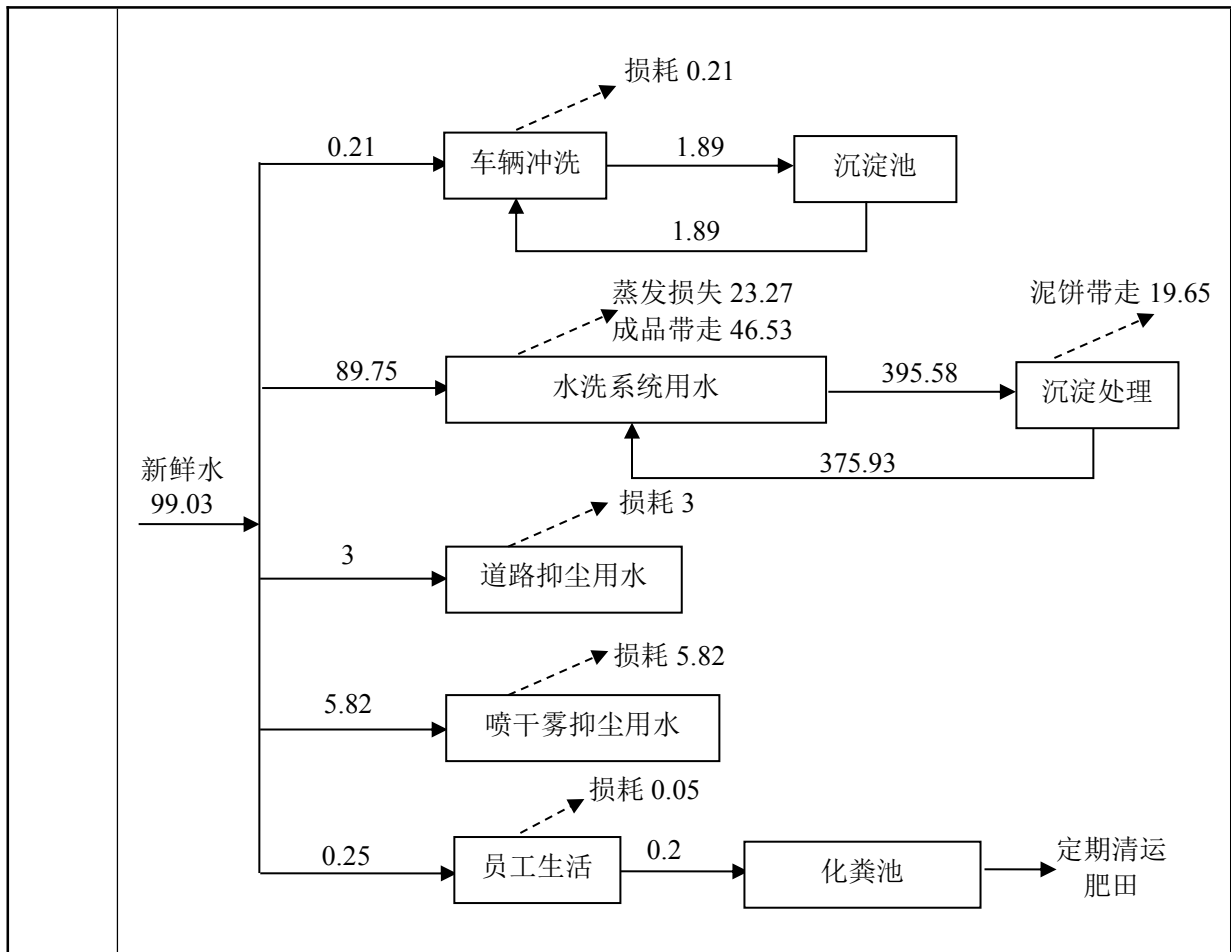 损耗 0.21
0.21
车辆冲洗
1.89
沉淀池
1.89
蒸发损失 23.27
成品带走 46.53
泥饼带走 19.65
89.75
水洗系统用水
395.58
沉淀处理
375.93
新鲜水
99.03
损耗 3
3
道路抑尘用水
损耗 5.82
5.82
喷干雾抑尘用水
损耗 0.05
0.25
员工生活
0.2
化粪池
定期清运
肥田